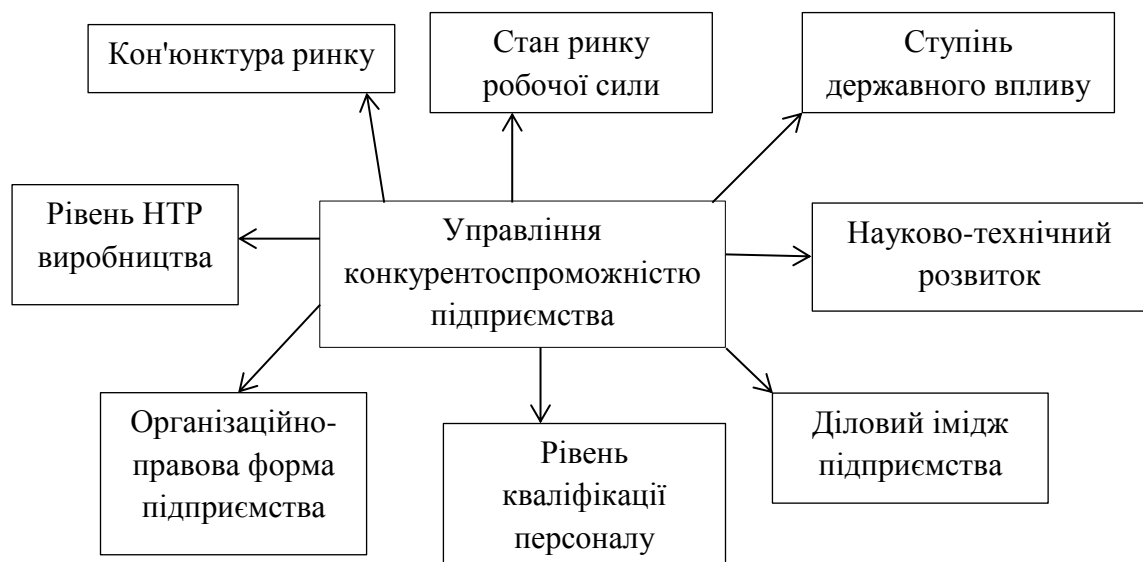 Кон'юнктура ринку
Стан ринку
робочої сили
Ступінь
державного впливу
Рівень НТР
виробництва
Управління
конкурентоспроможністю
підприємства
Науково-технічний
розвиток
Організаційно-
правова форма
підприємства
Рівень
кваліфікації
персоналу
Діловий імідж
підприємства